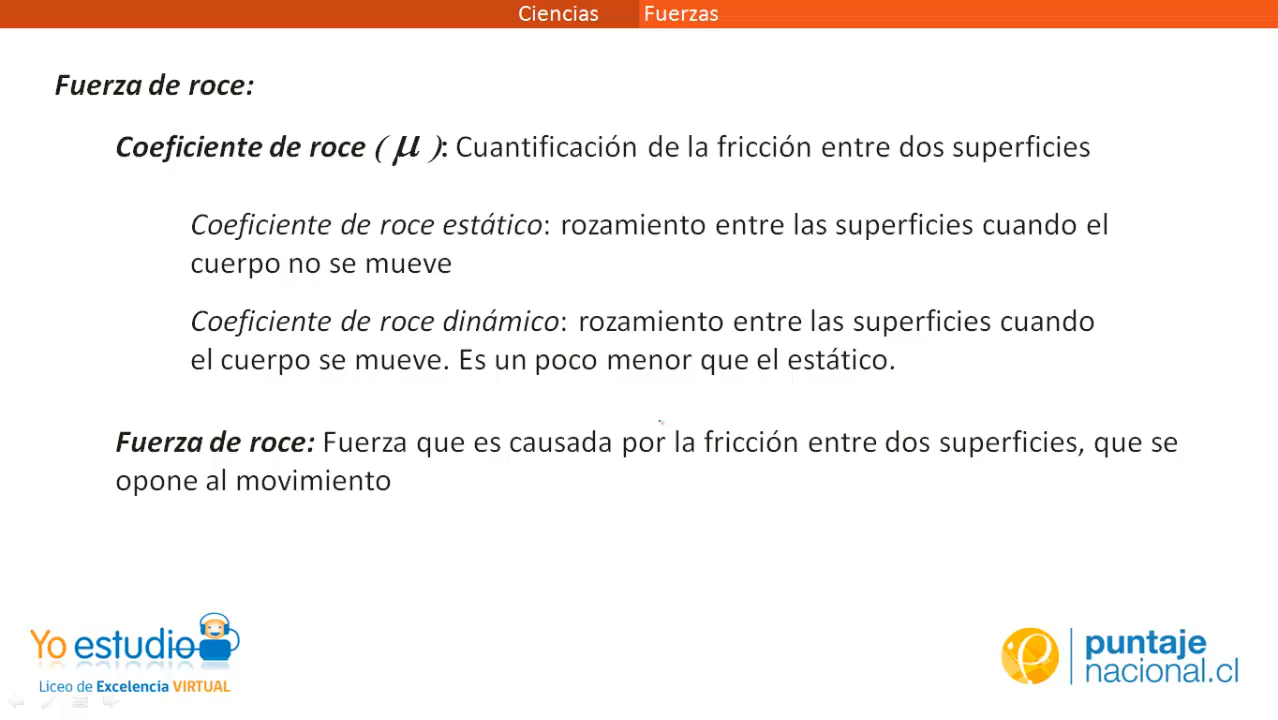 Ciencias Fuerzas
Fuerza de roce:
Coeficiente de roce ( μ ): Cuantificación de la fricción entre dos superficies
Coeficiente de roce estático: rozamiento entre las superficies cuando el
cuerpo no se mueve
Coeficiente de roce dinámico: rozamiento entre las superficies cuando
el cuerpo se mueve. Es un poco menor que el estático.
Fuerza de roce: Fuerza que es causada por la fricción entre dos superficies, que se
opone al movimiento
Yo estudio
Liceo de Excelencia VIRTUAL
puntaje
nacional.cl